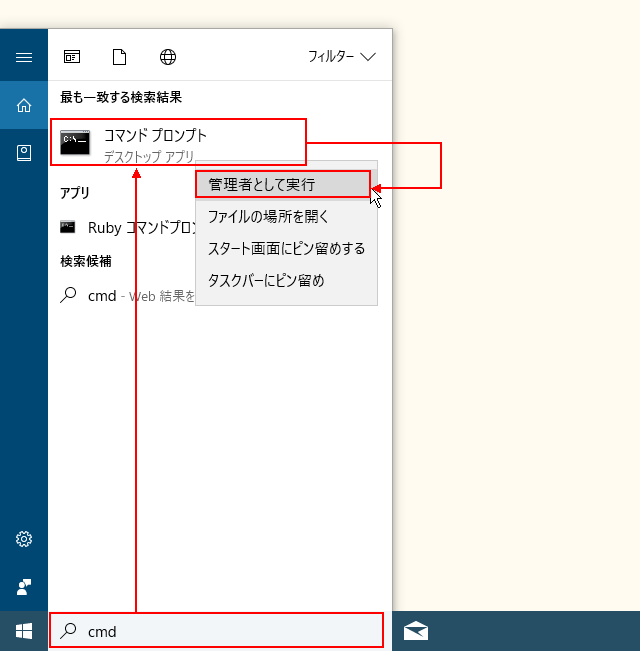 フィルター
最も一致する検索結果
コマンド プロンプト
デスクトップ アプリ
管理者として実行
アプリ
ファイルの場所を開く
Ruby コマンドプロン
スタート画面にピン留めする
検索候補
タスクバーにピン留め
cmd - Web 結果を
cmd